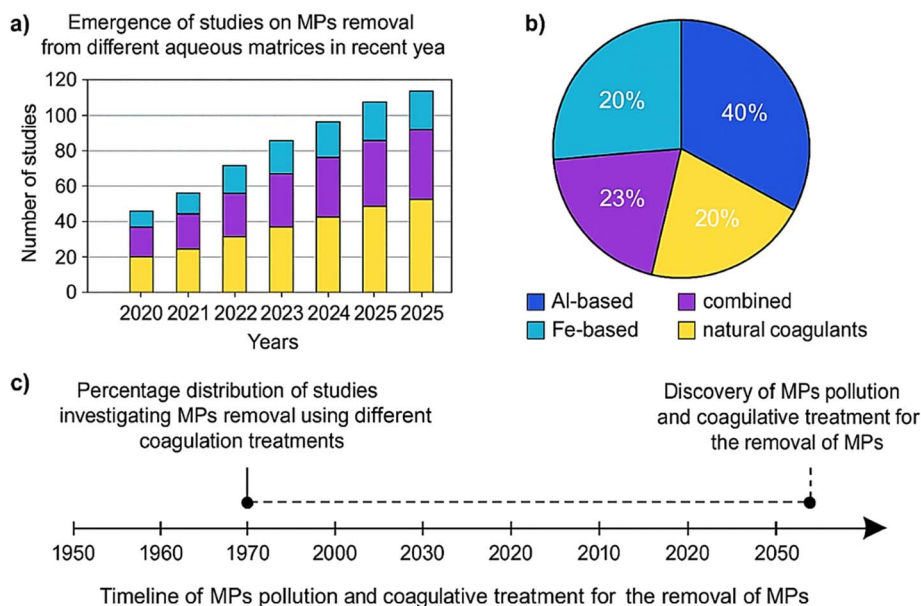 a)
Emergence of studies on MPs removal
from different aqueous matrices in recent yea
Number of studies
120
100
80
60
40
20
0
2020 2021 2022 2023 2024 2025 2025
Years
b)
20%
40%
23%
20%
Al-based
combined
Fe-based
natural coagulants
c)
Percentage distribution of studies
investigating MPs removal using different
coagulation treatments
Discovery of MPs pollution
and coagulative treatment for
the removal of MPs
1950 1960 1970 2000 2030 2020 2010 2020 2050
Timeline of MPs pollution and coagulative treatment for the removal of MPs